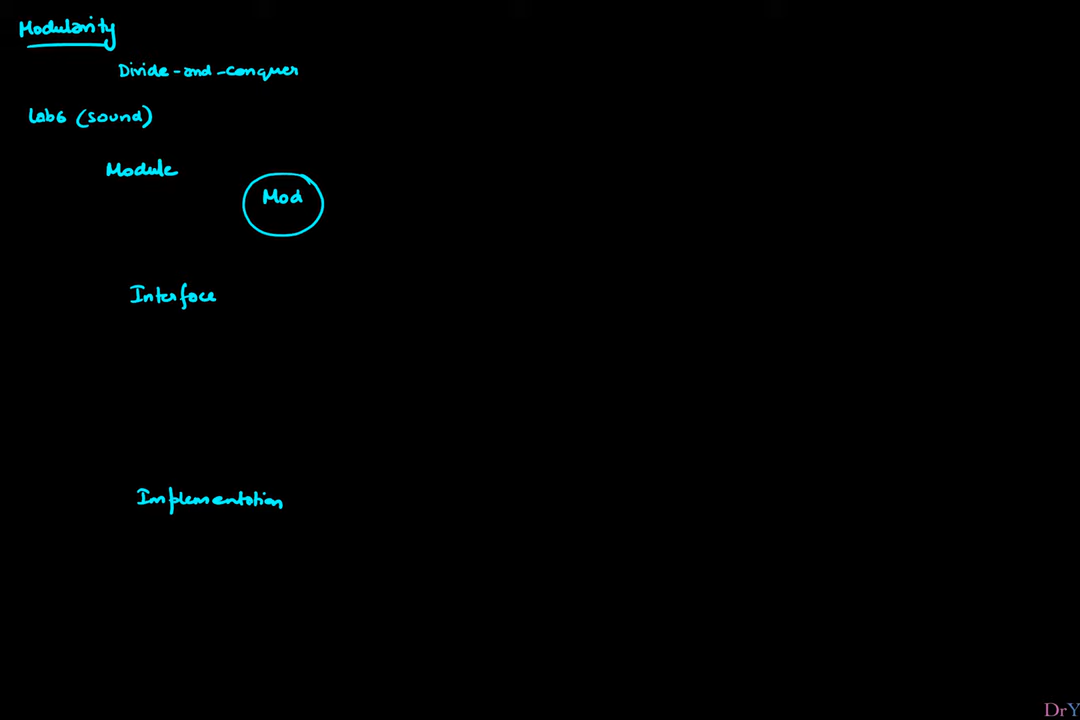 Modularity
Divide-and-conquer
Lab6 (sound)
Module
Mod
Interface
Implementation
DrY